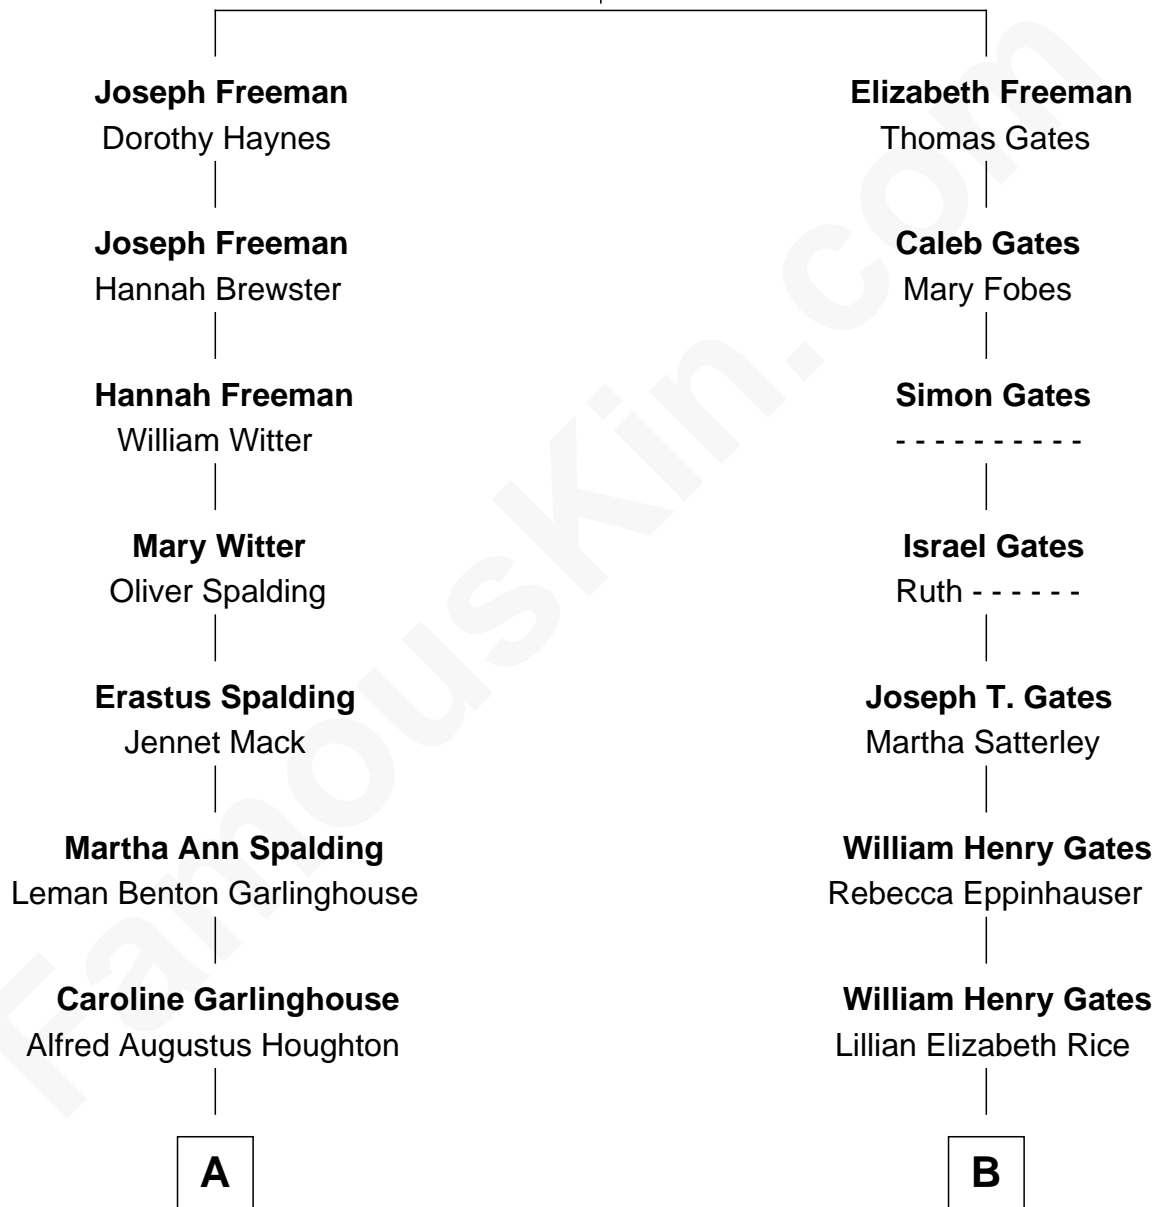 Joseph Freeman
Dorothy Haynes
Joseph Freeman
Hannah Brewster
Hannah Freeman
William Witter
Mary Witter
Oliver Spalding
Erastus Spalding
Jennet Mack
Martha Ann Spalding
Leman Benton Garlinghouse
Caroline Garlinghouse
Alfred Augustus Houghton
A
Elizabeth Freeman
Thomas Gates
Caleb Gates
Mary Fobes
Simon Gates
- - - - - - - - - -
Israel Gates
Ruth - - - - - -
Joseph T. Gates
Martha Satterley
William Henry Gates
Rebecca Eppinhauser
William Henry Gates
Lillian Elizabeth Rice
B
FamousKin.com